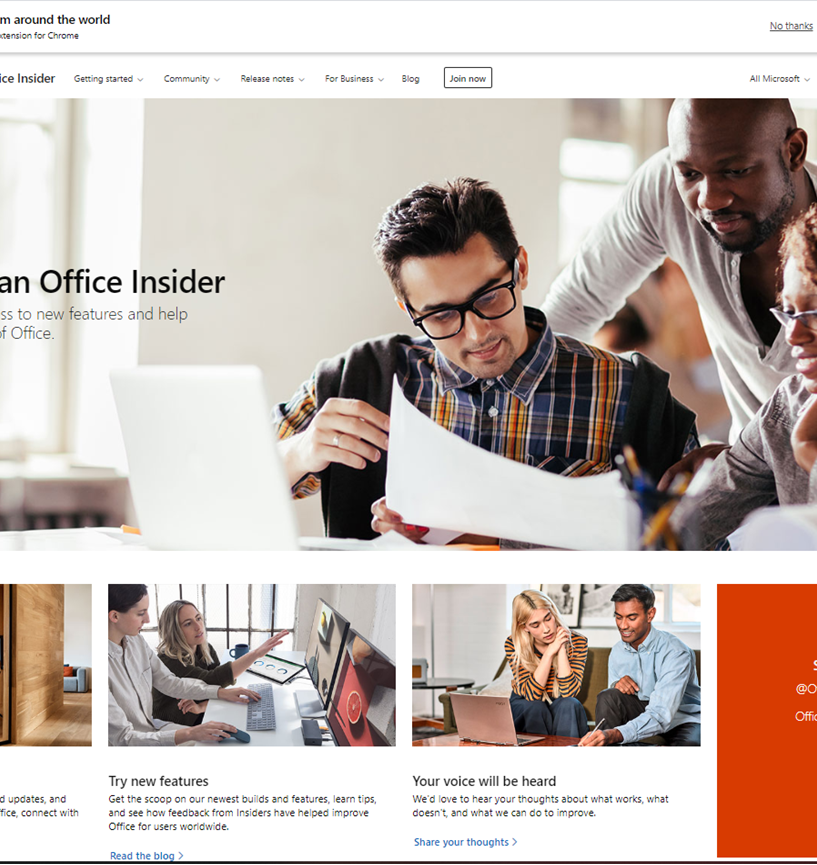 m around the world
xtension for Chrome
No thanks
ice Insider
Getting started
Community
Release notes
For Business
Blog
Join now
All Microsoft
an Office Insider
ss to new features and help
of Office.
d updates, and
fice, connect with
Try new features
Get the scoop on our newest builds and features, learn tips,
and see how feedback from Insiders have helped improve
Office for users worldwide.
Read the blog
Your voice will be heard
We'd love to hear your thoughts about what works, what
doesn't, and what we can do to improve.
Share your thoughts
S
@O
Offic